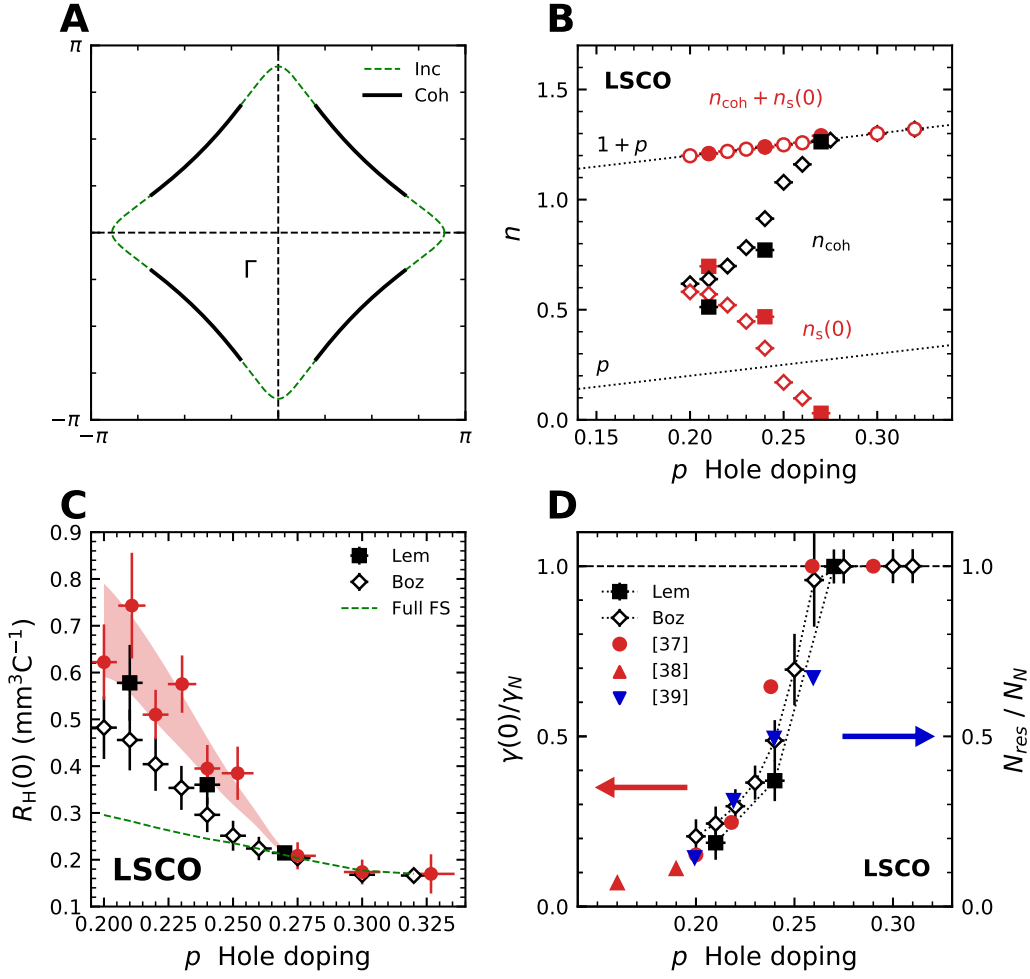 A
π
−π
−π
π
Inc
Coh
Γ
B
LSCO
n_coh + n_s(0)
1 + p
n_coh
n_s(0)
p
n
1.5
1.0
0.5
0.0
0.15 0.20 0.25 0.30
p Hole doping
C
R_H(0) (mm³C⁻¹)
0.9
0.8
0.7
0.6
0.5
0.4
0.3
0.2
0.1
Lem
Boz
Full FS
LSCO
0.200 0.225 0.250 0.275 0.300 0.325
p Hole doping
D
γ(0)/γ_N
1.0
0.5
0.0
Lem
Boz
[37]
[38]
[39]
LSCO
1.0
0.5
0.0
N_res / N_N
0.20 0.25 0.30
p Hole doping